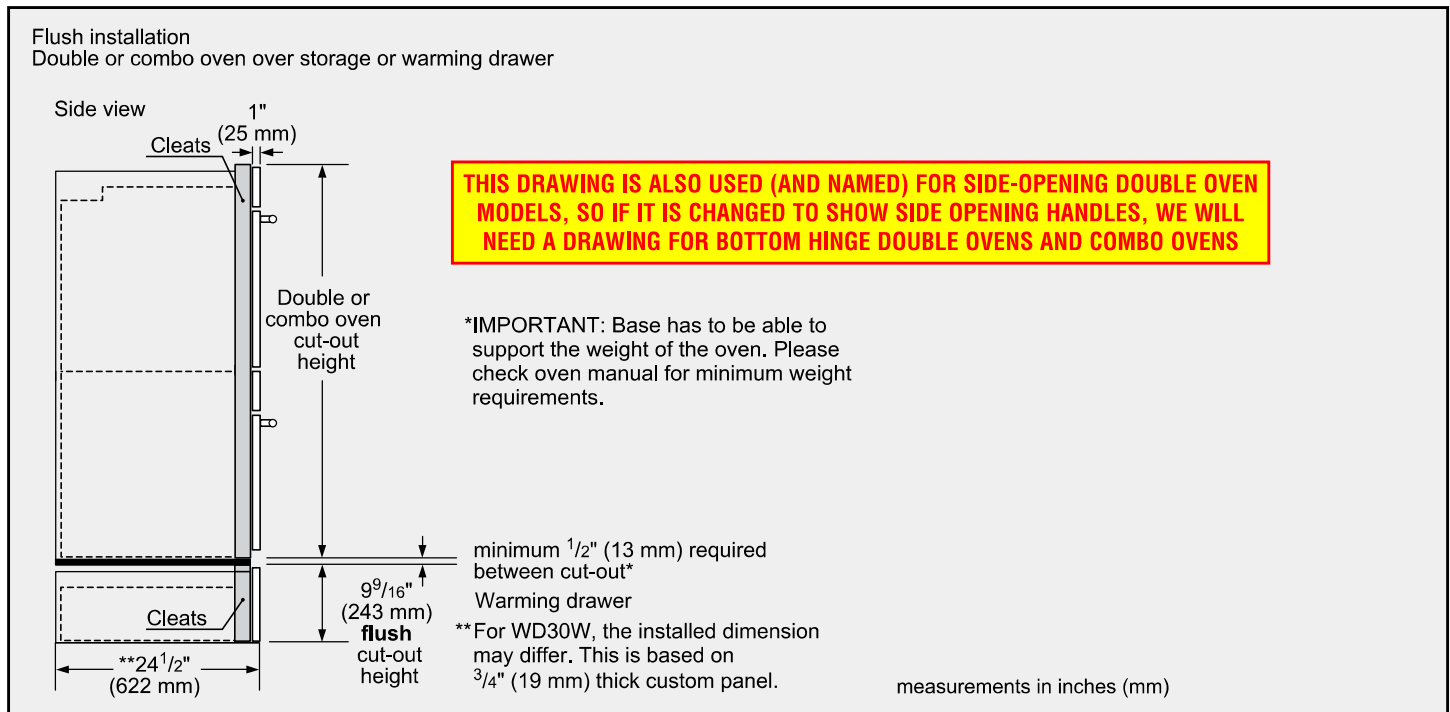 Flush installation
Double or combo oven over storage or warming drawer
Side view
1"
(25 mm)
Cleats
THIS DRAWING IS ALSO USED (AND NAMED) FOR SIDE-OPENING DOUBLE OVEN
MODELS, SO IF IT IS CHANGED TO SHOW SIDE OPENING HANDLES, WE WILL
NEED A DRAWING FOR BOTTOM HINGE DOUBLE OVENS AND COMBO OVENS
Double or
combo oven
cut-out
height
*IMPORTANT: Base has to be able to
support the weight of the oven. Please
check oven manual for minimum weight
requirements.
minimum 1/2" (13 mm) required
between cut-out*
Warming drawer
9 9/16"
(243 mm)
flush
cut-out
height
Cleats
**24 1/2"
(622 mm)
**For WD30W, the installed dimension
may differ. This is based on
3/4" (19 mm) thick custom panel.
measurements in inches (mm)